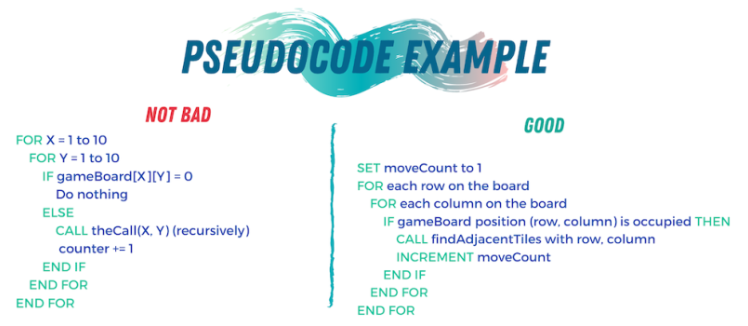 PSEUDOCODE EXAMPLE
NOT BAD
FOR X = 1 to 10
FOR Y = 1 to 10
IF gameBoard[X][Y] = 0
Do nothing
ELSE
CALL theCall(X, Y) (recursively)
counter += 1
END IF
END FOR
END FOR
GOOD
SET moveCount to 1
FOR each row on the board
FOR each column on the board
IF gameBoard position (row, column) is occupied THEN
CALL findAdjacentTiles with row, column
INCREMENT moveCount
END IF
END FOR
END FOR